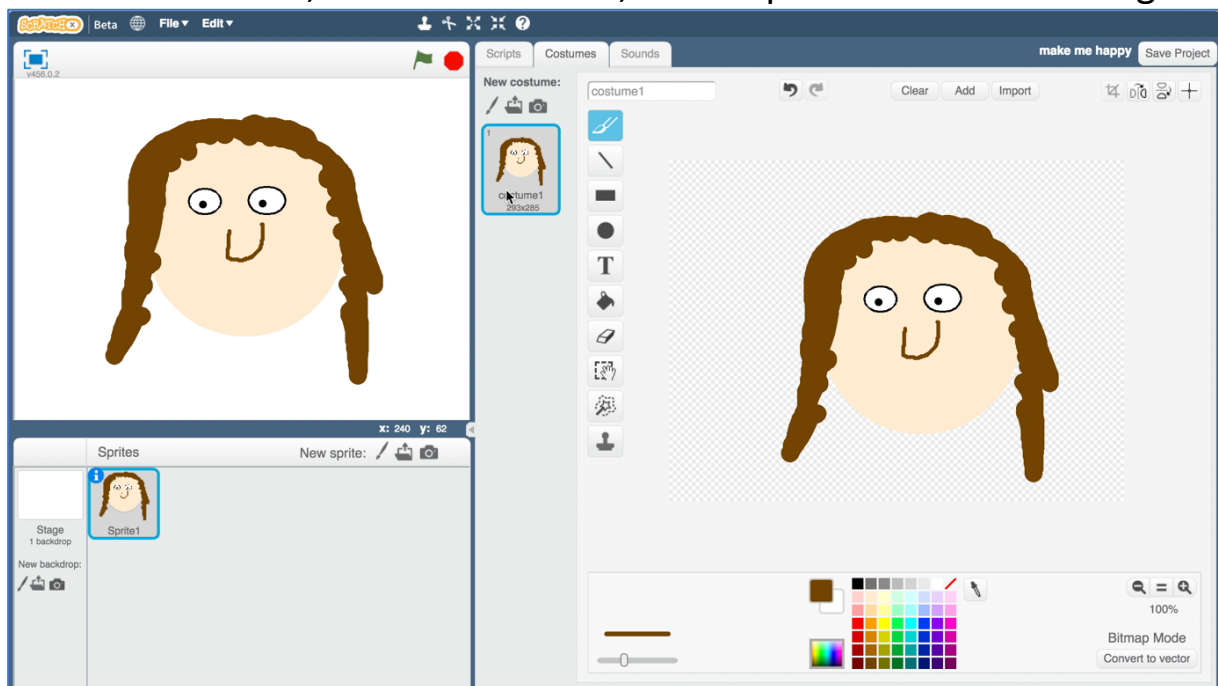 SCRATCHX Beta File Edit
v456.0.2
Scripts Costumes Sounds
make me happy Save Project
New costume:
costume1 Clear Add Import
1
costume1
293x285
T
x: 240 y: 62
Sprites New sprite:
Stage
1 backdrop
Sprite1
New backdrop:
100%
Bitmap Mode
Convert to vector